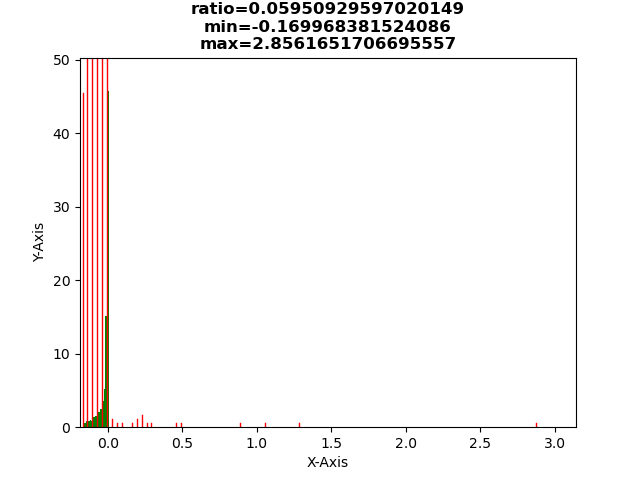 ratio=0.05950929597020149
min=-0.169968381524086
max=2.8561651706695557
50
40
30
20
10
0
Y-Axis
0.0 0.5 1.0 1.5 2.0 2.5 3.0
X-Axis